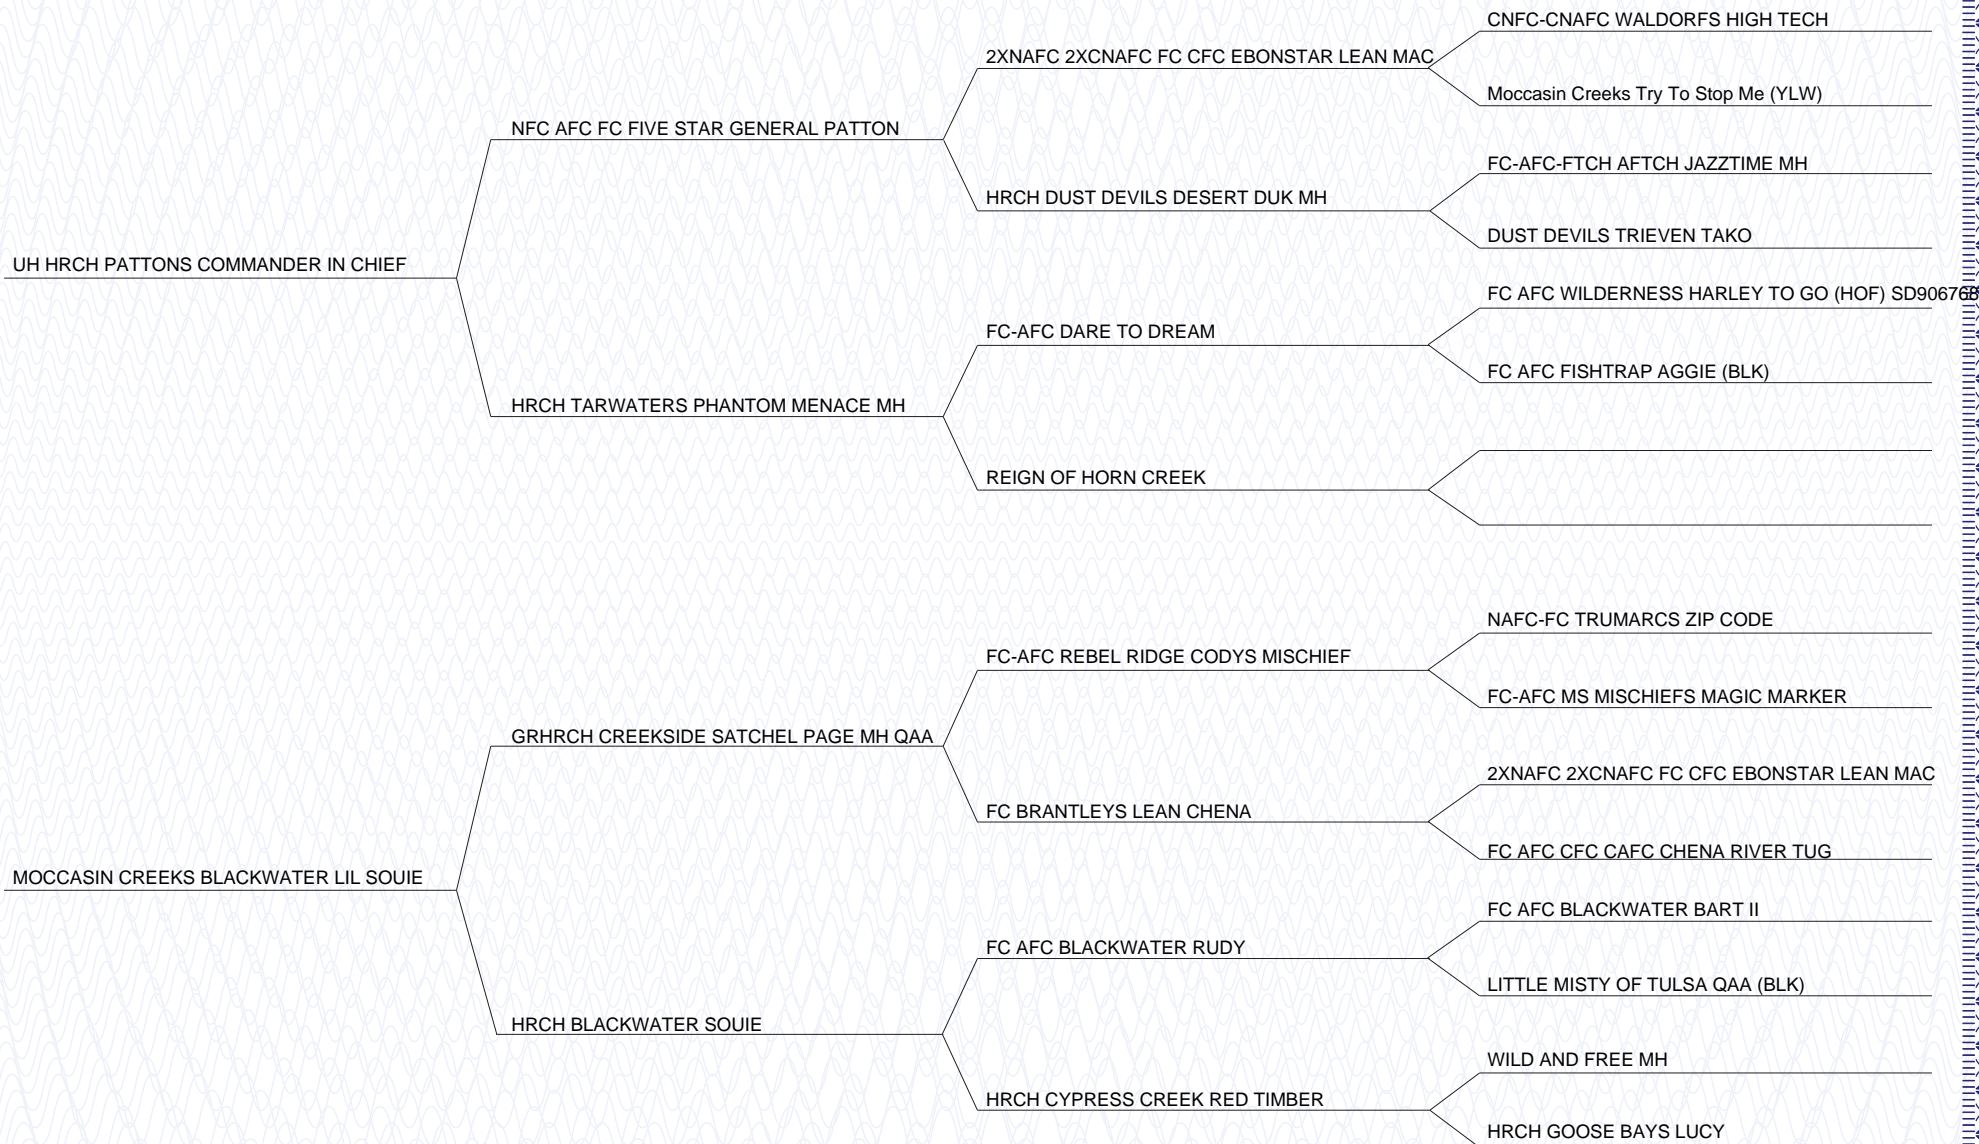 CNFC-CNAFC WALDORFS HIGH TECH
2XNAFC 2XCNAFC FC CFC EBONSTAR LEAN MAC
Moccasin Creeks Try To Stop Me (YLW)
NFC AFC FC FIVE STAR GENERAL PATTON
FC-AFC-FTCH AFTCH JAZZTIME MH
HRCH DUST DEVILS DESERT DUK MH
DUST DEVILS TRIEVEN TAKO
UH HRCH PATTONS COMMANDER IN CHIEF
FC AFC WILDERNESS HARLEY TO GO (HOF) SD906768
FC-AFC DARE TO DREAM
FC AFC FISHTRAP AGGIE (BLK)
HRCH TARWATERS PHANTOM MENACE MH
REIGN OF HORN CREEK
NAFC-FC TRUMARCS ZIP CODE
FC-AFC REBEL RIDGE CODYS MISCHIEF
FC-AFC MS MISCHIEFS MAGIC MARKER
GRHRCH CREEKSIDE SATCHEL PAGE MH QAA
2XNAFC 2XCNAFC FC CFC EBONSTAR LEAN MAC
FC BRANTLEYS LEAN CHENA
FC AFC CFC CAFC CHENA RIVER TUG
MOCCASIN CREEKS BLACKWATER LIL SOUIE
FC AFC BLACKWATER BART II
FC AFC BLACKWATER RUDY
LITTLE MISTY OF TULSA QAA (BLK)
HRCH BLACKWATER SOUIE
WILD AND FREE MH
HRCH CYPRESS CREEK RED TIMBER
HRCH GOOSE BAYS LUCY